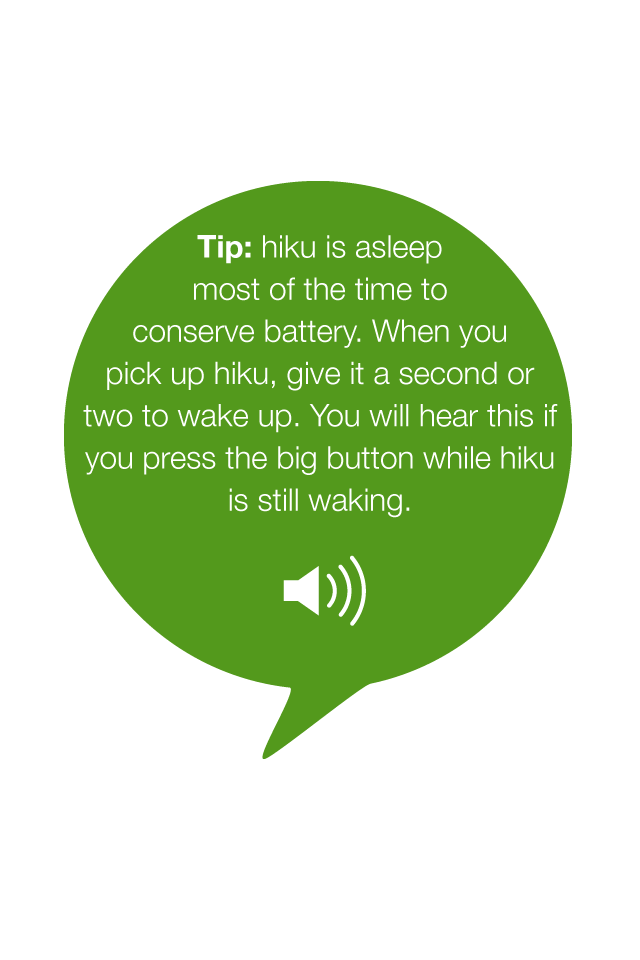 Tip: hiku is asleep
most of the time to
conserve battery. When you
pick up hiku, give it a second or
two to wake up. You will hear this if
you press the big button while hiku
is still waking.